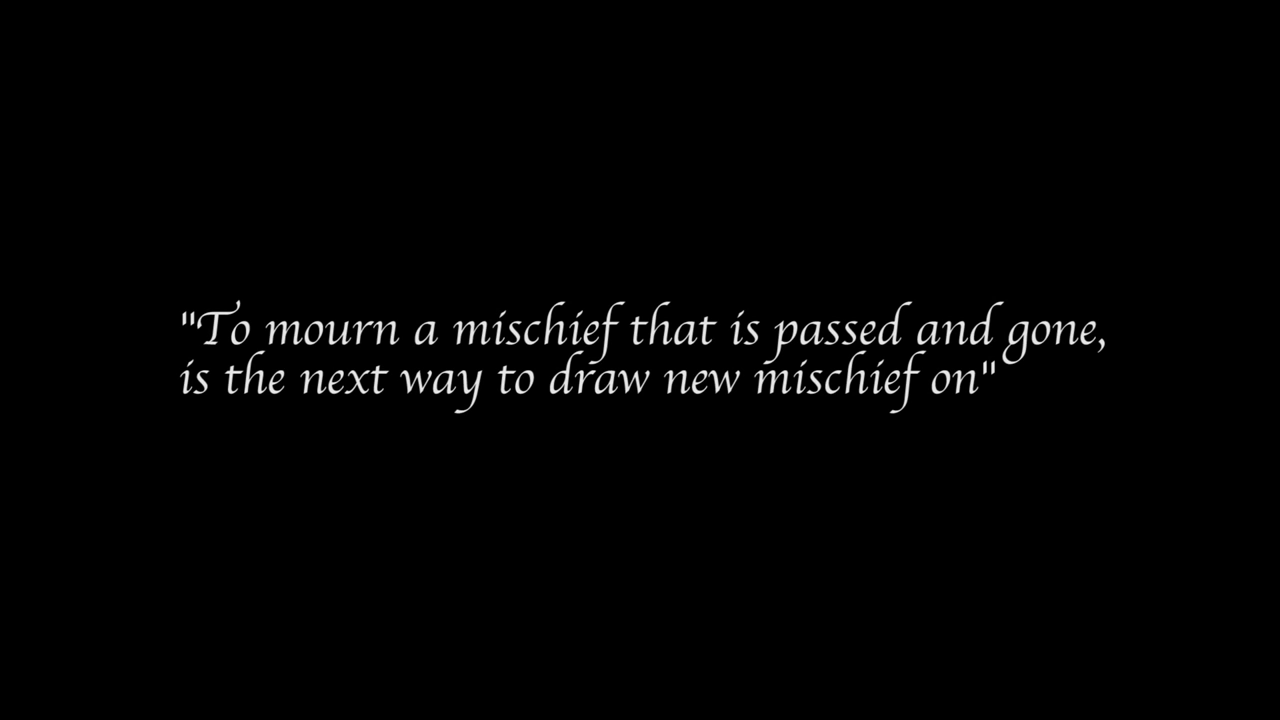 "To mourn a mischief that is passed and gone,
is the next way to draw new mischief on"